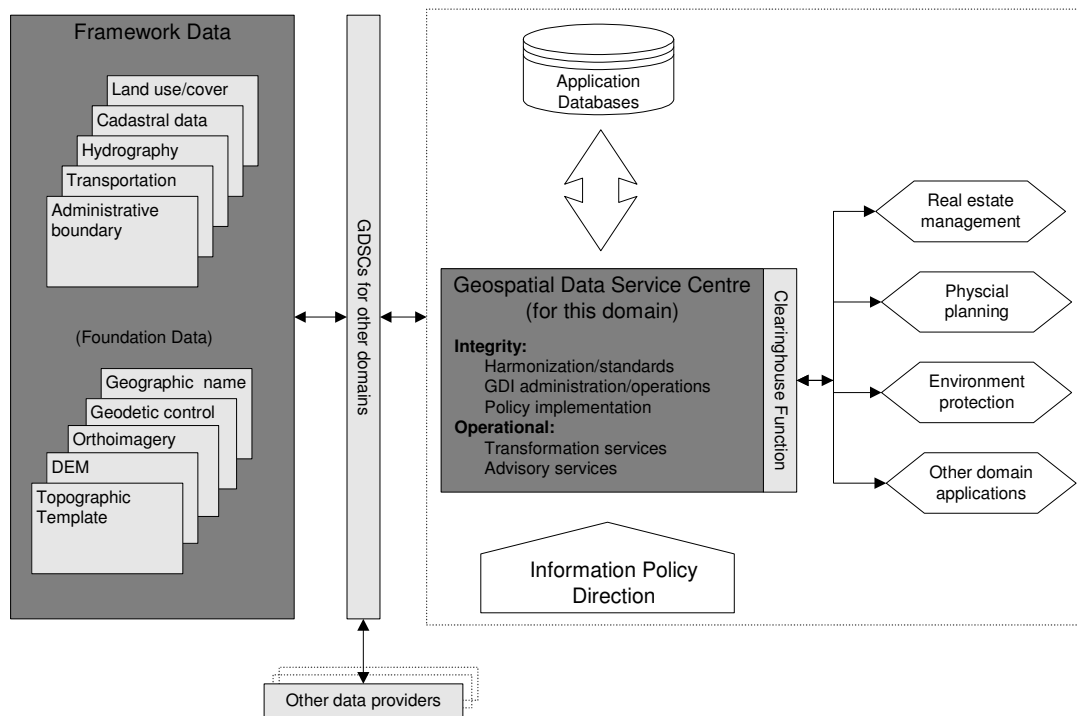 Framework Data
Land use/cover
Cadastral data
Hydrography
Transportation
Administrative
boundary
(Foundation Data)
Geographic name
Geodetic control
Orthoimagery
DEM
Topographic
Template
GDSCs for other domains
Other data providers
Application
Databases
Geospatial Data Service Centre
(for this domain)
Integrity:
Harmonization/standards
GDI administration/operations
Policy implementation
Operational:
Transformation services
Advisory services
Clearinghouse Function
Information Policy
Direction
Real estate
management
Physcial
planning
Environment
protection
Other domain
applications